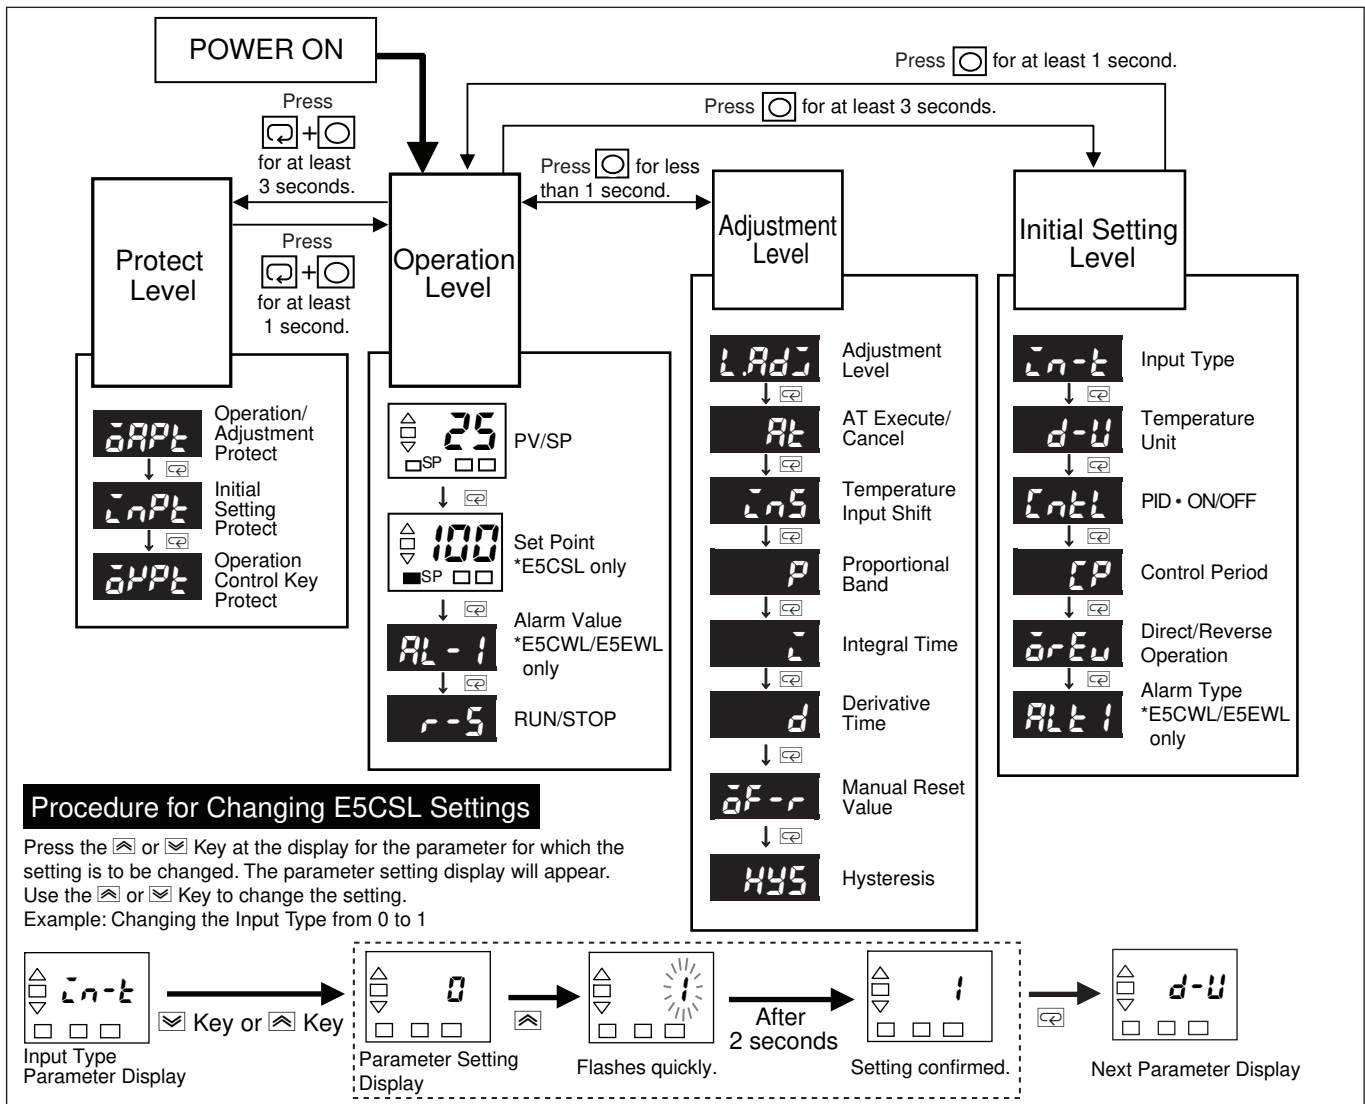 POWER ON
Press for at least 1 second.
Press for at least 3 seconds.
Press
+
for at least
3 seconds.
Press for less
than 1 second.
Press
+
for at least
1 second.
Protect
Level
Operation/
Adjustment
Protect
Initial
Setting
Protect
Operation
Control Key
Protect
Operation
Level
25
SP
PV/SP
100
SP
Set Point
*E5CSL only
AL-1
Alarm Value
*E5CWL/E5EWL
only
r-S
RUN/STOP
Adjustment
Level
L.AdJ
Adjustment
Level
At
AT Execute/
Cancel
inS
Temperature
Input Shift
P
Proportional
Band
i
Integral Time
d
Derivative
Time
oF-r
Manual Reset
Value
HYS
Hysteresis
Initial Setting
Level
in-t
Input Type
d-U
Temperature
Unit
CntL
PID • ON/OFF
CP
Control Period
orEv
Direct/Reverse
Operation
ALt1
Alarm Type
*E5CWL/E5EWL
only
Procedure for Changing E5CSL Settings
Press the or Key at the display for the parameter for which the
setting is to be changed. The parameter setting display will appear.
Use the or Key to change the setting.
Example: Changing the Input Type from 0 to 1
in-t
Input Type
Parameter Display
Key or Key
0
Parameter Setting
Display
1
Flashes quickly.
After
2 seconds
1
Setting confirmed.
d-U
Next Parameter Display